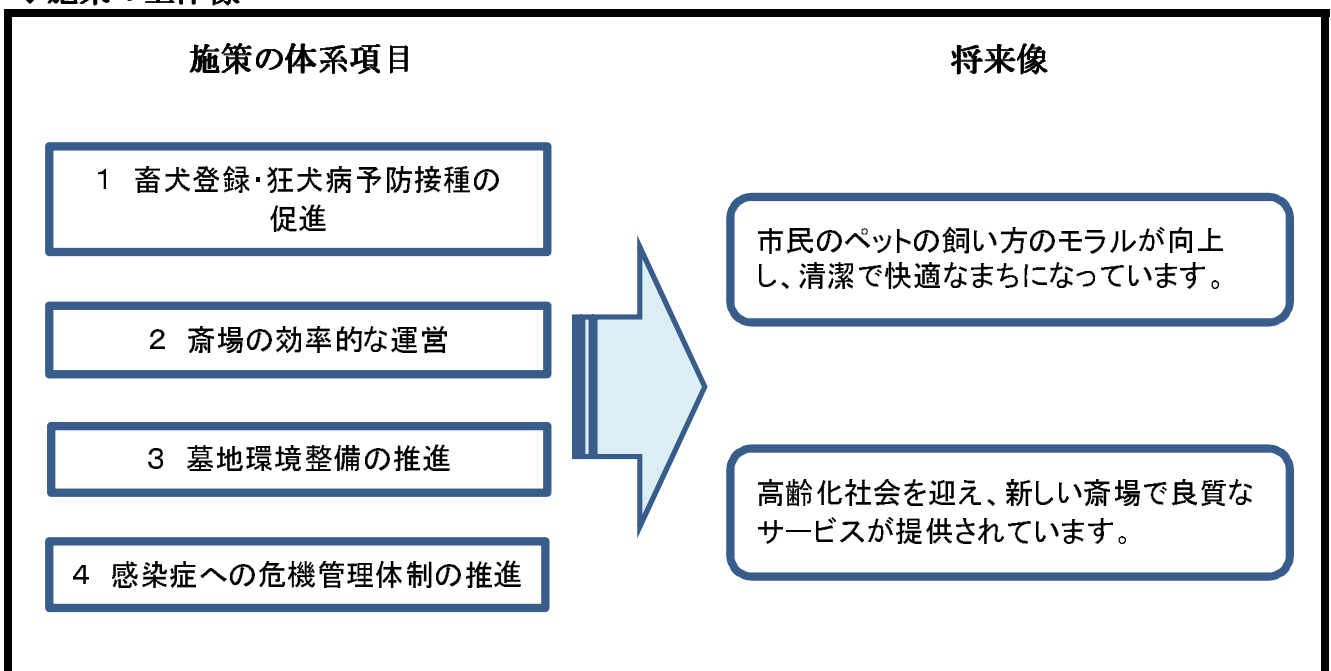 施策の体系項目
1 畜犬登録・狂犬病予防接種の
促進
2 斎場の効率的な運営
3 墓地環境整備の推進
4 感染症への危機管理体制の推進
将来像
市民のペットの飼い方のモラルが向上
し、清潔で快適なまちになっています。
高齢化社会を迎え、新しい斎場で良質な
サービスが提供されています。